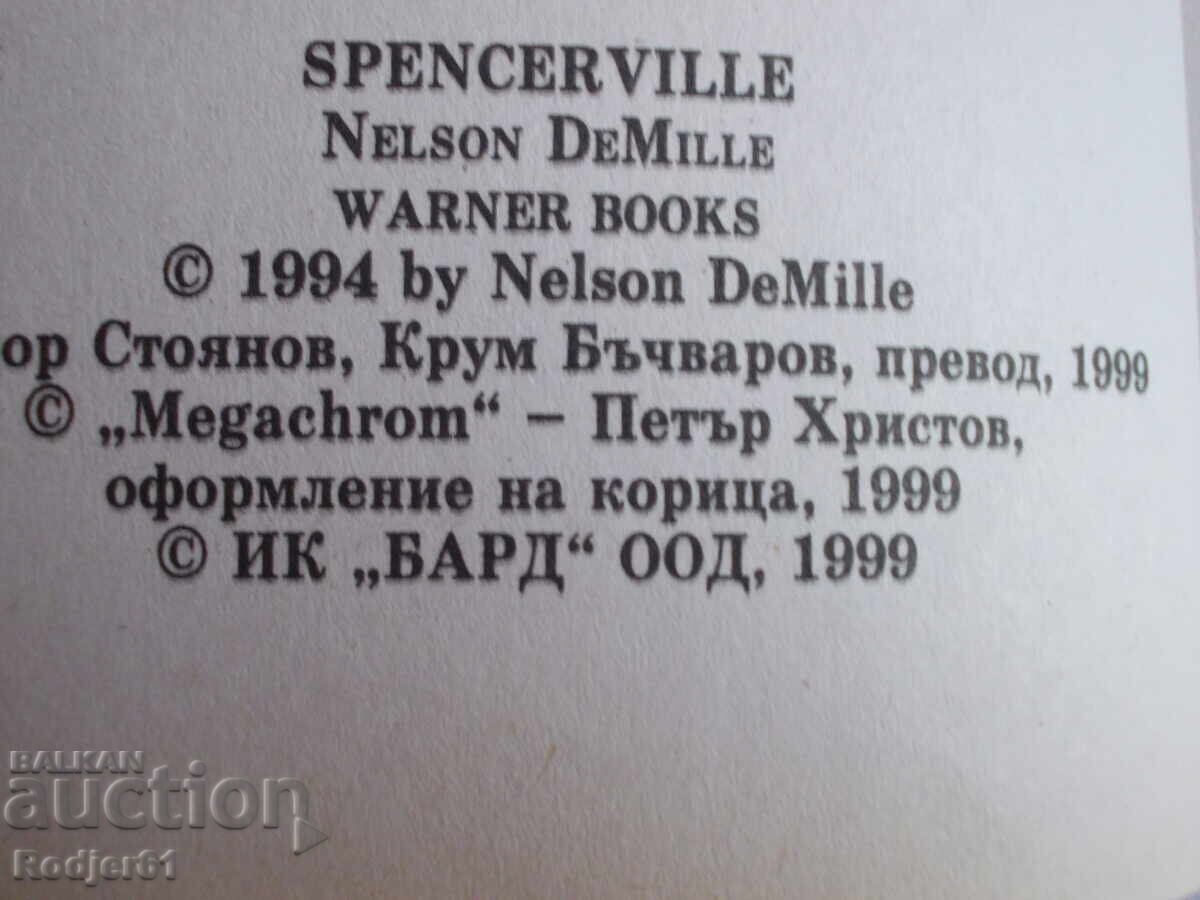 SPENCERVILLE
NELSON DEMILLE
WARNER BOOKS
© 1994 by Nelson DeMille
ор Стоянов, Крум Бъчваров, превод, 1999
© „Megachrom“ – Петър Христов,
оформление на корица, 1999
© ИК „БАРД“ ООД, 1999
BALKAN
auction
Rodjer61